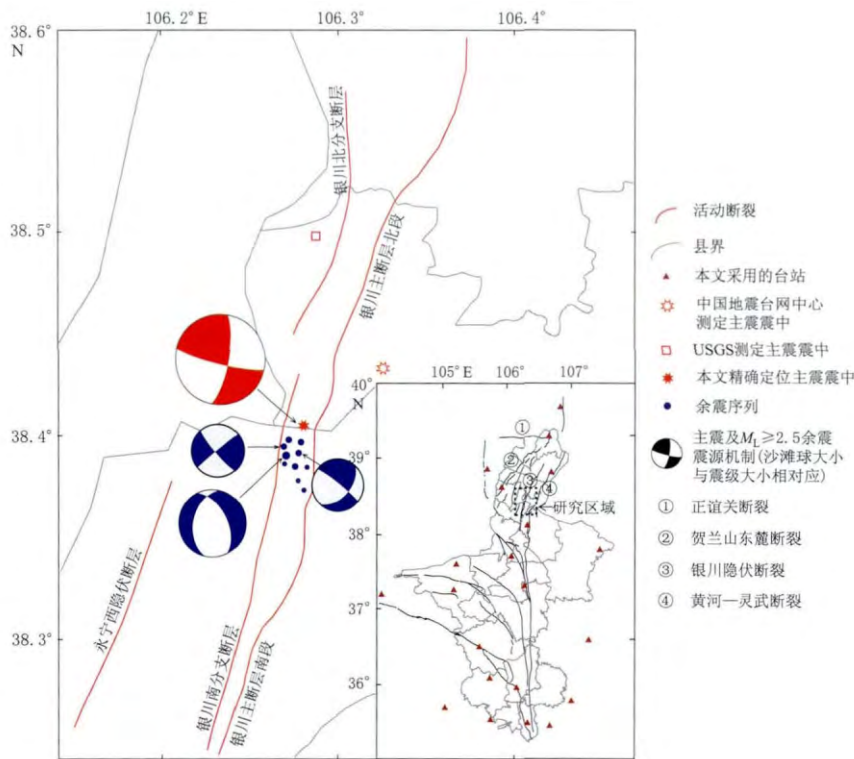 106.2°E
106.3°
106.4°
38.6°
N
38.5°
38.4°
38.3°
银川北分支断层
银川主断层北段
永宁西隐伏断层
银川南分支断层
银川主断层南段
105°E
106°
107°
40°
N
39°
38°
37°
36°
①
②
③
④
研究区域
活动断裂
县界
本文采用的台站
中国地震台网中心
测定主震震中
USGS测定主震震中
本文精确定位主震震中
余震序列
主震及ML≥2.5余震
震源机制(沙滩球大小
与震级大小相对应)
① 正谊关断裂
② 贺兰山东麓断裂
③ 银川隐伏断裂
④ 黄河—灵武断裂